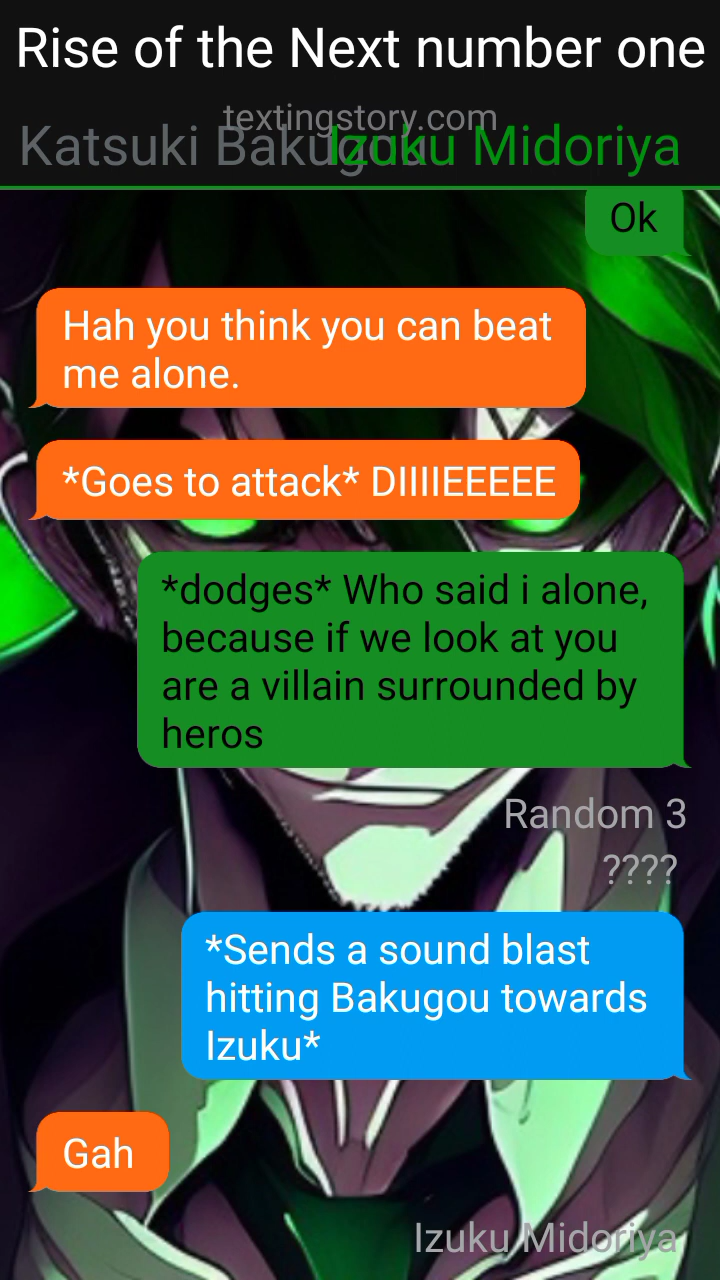 Rise of the Next number one
textingstory.com
Katsuki Bakugou Izuku Midoriya
Ok
Hah you think you can beat
me alone.
*Goes to attack* DIIIIEEEEE
*dodges* Who said i alone,
because if we look at you
are a villain surrounded by
heros
Random 3
????
*Sends a sound blast
hitting Bakugou towards
Izuku*
Gah
Izuku Midoriya